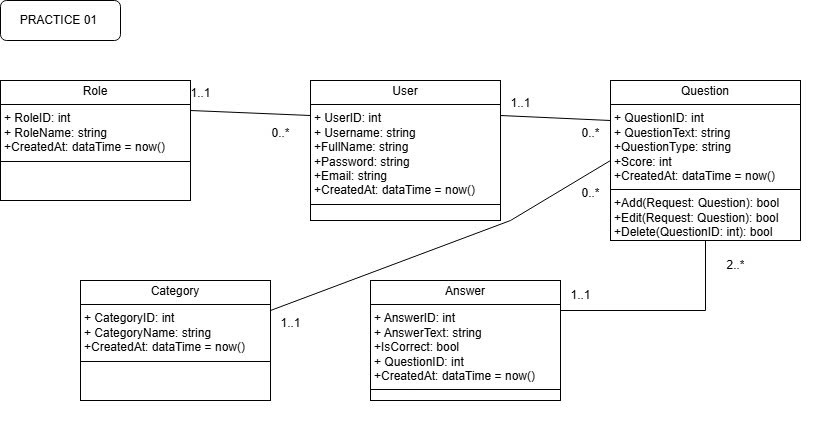 PRACTICE 01
Role
+ RoleID: int
+ RoleName: string
+CreatedAt: dataTime = now()
1..1
0..*
User
+ UserID: int
+ Username: string
+FullName: string
+Password: string
+Email: string
+CreatedAt: dataTime = now()
1..1
0..*
Question
+ QuestionID: int
+ QuestionText: string
+QuestionType: string
+Score: int
+CreatedAt: dataTime = now()
+Add(Request: Question): bool
+Edit(Request: Question): bool
+Delete(QuestionID: int): bool
0..*
2..*
Category
+ CategoryID: int
+ CategoryName: string
+CreatedAt: dataTime = now()
1..1
Answer
+ AnswerID: int
+ AnswerText: string
+IsCorrect: bool
+ QuestionID: int
+CreatedAt: dataTime = now()
1..1